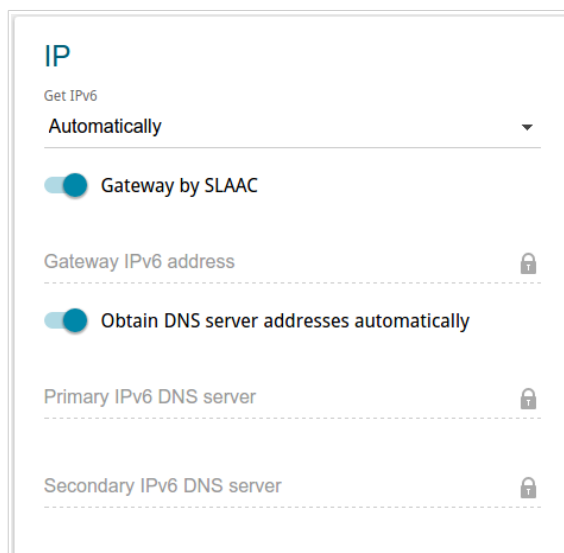 IP
Get IPv6
Automatically
Gateway by SLAAC
Gateway IPv6 address
Obtain DNS server addresses automatically
Primary IPv6 DNS server
Secondary IPv6 DNS server